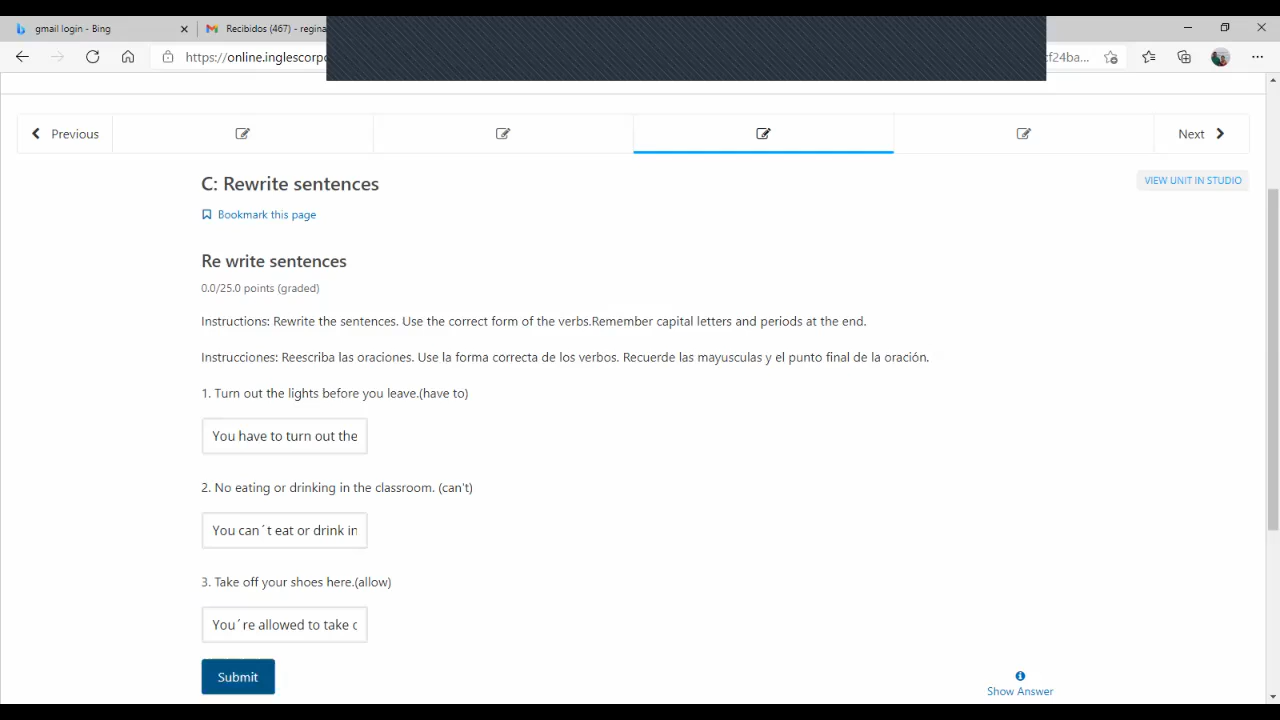 gmail login - Bing
Recibidos (467) - regina
https://online.inglescorpo
f24ba...
Previous
Next
C: Rewrite sentences
VIEW UNIT IN STUDIO
Bookmark this page
Re write sentences
0.0/25.0 points (graded)
Instructions: Rewrite the sentences. Use the correct form of the verbs.Remember capital letters and periods at the end.
Instrucciones: Reescriba las oraciones. Use la forma correcta de los verbos. Recuerde las mayusculas y el punto final de la oración.
1. Turn out the lights before you leave.(have to)
You have to turn out the
2. No eating or drinking in the classroom. (can't)
You can´t eat or drink in
3. Take off your shoes here.(allow)
You´re allowed to take
Submit
Show Answer